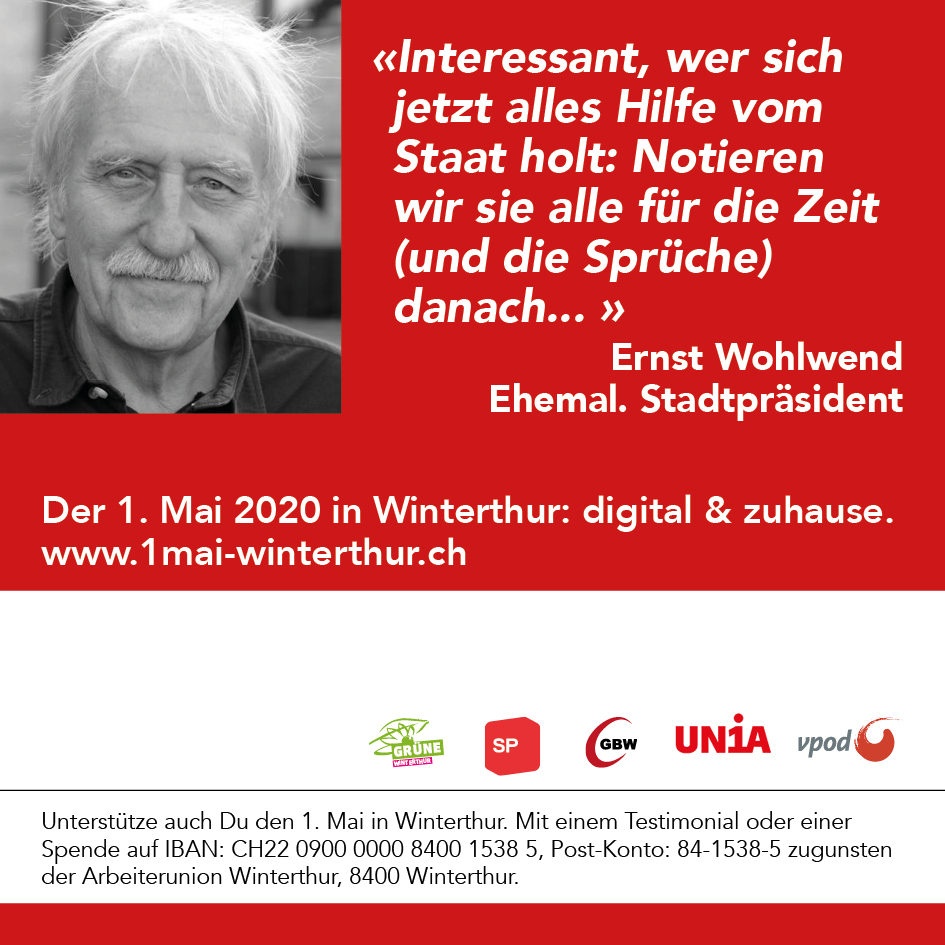 «Interessant, wer sich
jetzt alles Hilfe vom
Staat holt: Notieren
wir sie alle für die Zeit
(und die Sprüche)
danach... »
Ernst Wohlwend
Ehemal. Stadtpräsident
Der 1. Mai 2020 in Winterthur: digital & zuhause.
www.1mai-winterthur.ch
GRÜNE
WINTERTHUR
SP
GBW
UNiA
vpod
Unterstütze auch Du den 1. Mai in Winterthur. Mit einem Testimonial oder einer
Spende auf IBAN: CH22 0900 0000 8400 1538 5, Post-Konto: 84-1538-5 zugunsten
der Arbeiterunion Winterthur, 8400 Winterthur.